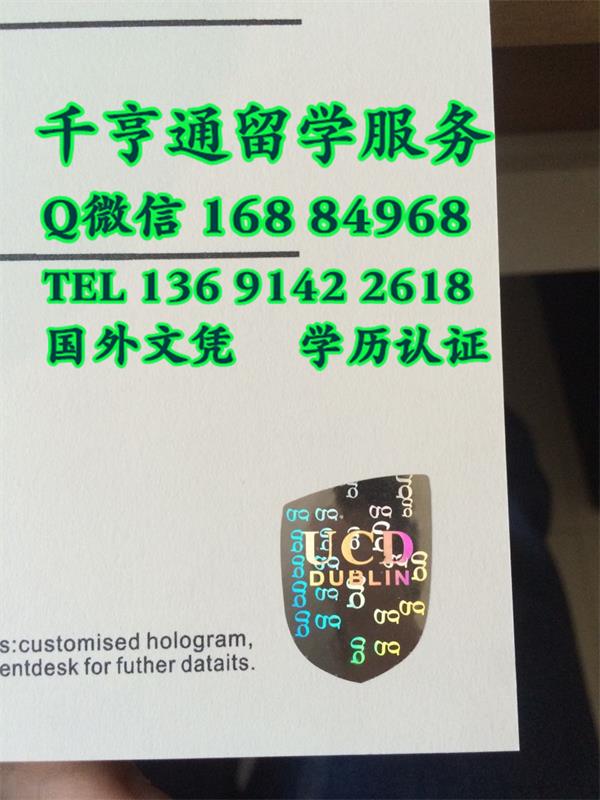 千亨通留学服务
Q微信 168 84968
TEL 136 9142 2618
国外文凭 学历认证
UCD
DUBLIN
s:customised hologram,
entdesk for futher dataits.